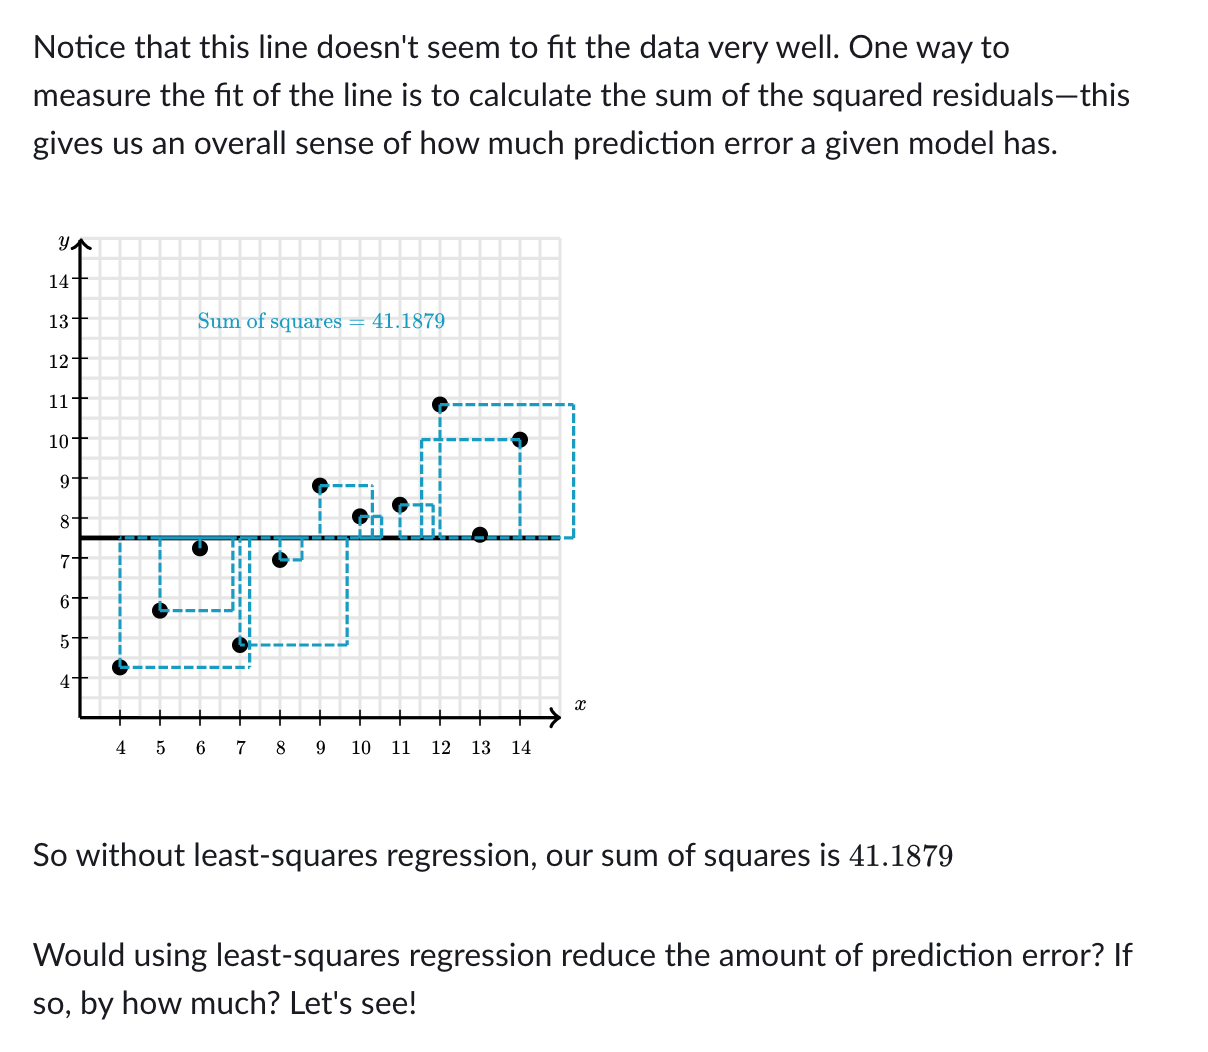 Notice that this line doesn't seem to fit the data very well. One way to
measure the fit of the line is to calculate the sum of the squared residuals—this
gives us an overall sense of how much prediction error a given model has.
y
14
13
Sum of squares = 41.1879
12
11
10
9
8
7
6
5
4
x
4 5 6 7 8 9 10 11 12 13 14
So without least-squares regression, our sum of squares is 41.1879
Would using least-squares regression reduce the amount of prediction error? If
so, by how much? Let's see!